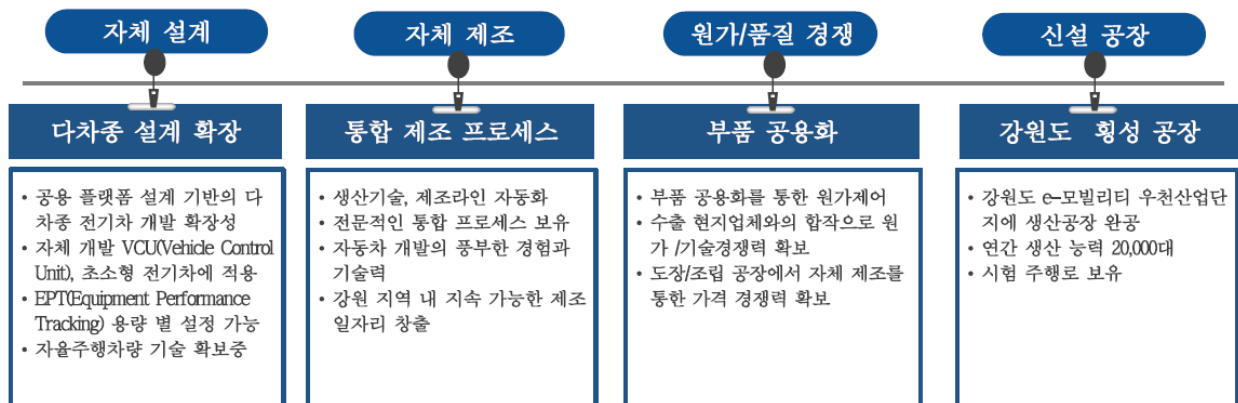 자체 설계
다차종 설계 확장
• 공용 플랫폼 설계 기반의 다
차종 전기차 개발 확장성
• 자체 개발 VCU(Vehicle Control
Unit), 초소형 전기차에 적용
• EPT(Equipment Performance
Tracking) 용량 별 설정 가능
• 자율주행차량 기술 확보중
자체 제조
통합 제조 프로세스
• 생산기술, 제조라인 자동화
• 전문적인 통합 프로세스 보유
• 자동차 개발의 풍부한 경험과
기술력
• 강원 지역 내 지속 가능한 제조
일자리 창출
원가/품질 경쟁
부품 공용화
• 부품 공용화를 통한 원가제어
• 수출 현지업체와의 합작으로 원
가 /기술경쟁력 확보
• 도장/조립 공장에서 자체 제조를
통한 가격 경쟁력 확보
신설 공장
강원도 횡성 공장
• 강원도 e-모빌리티 우천산업단
지에 생산공장 완공
• 연간 생산 능력 20,000대
• 시험 주행로 보유